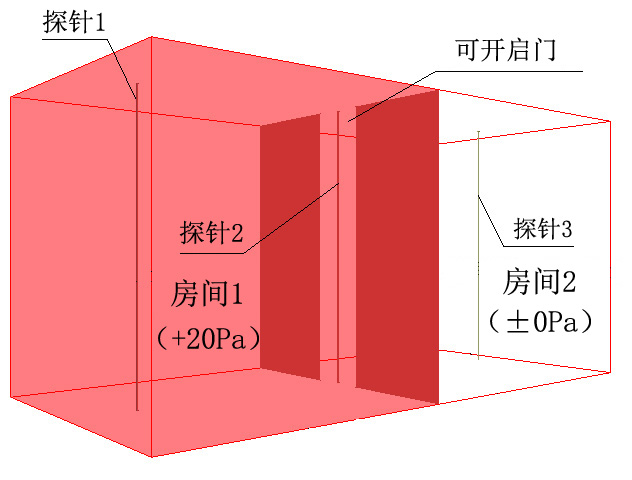 探针1
可开启门
探针2
探针3
房间1
（+20Pa）
房间2
（±0Pa）